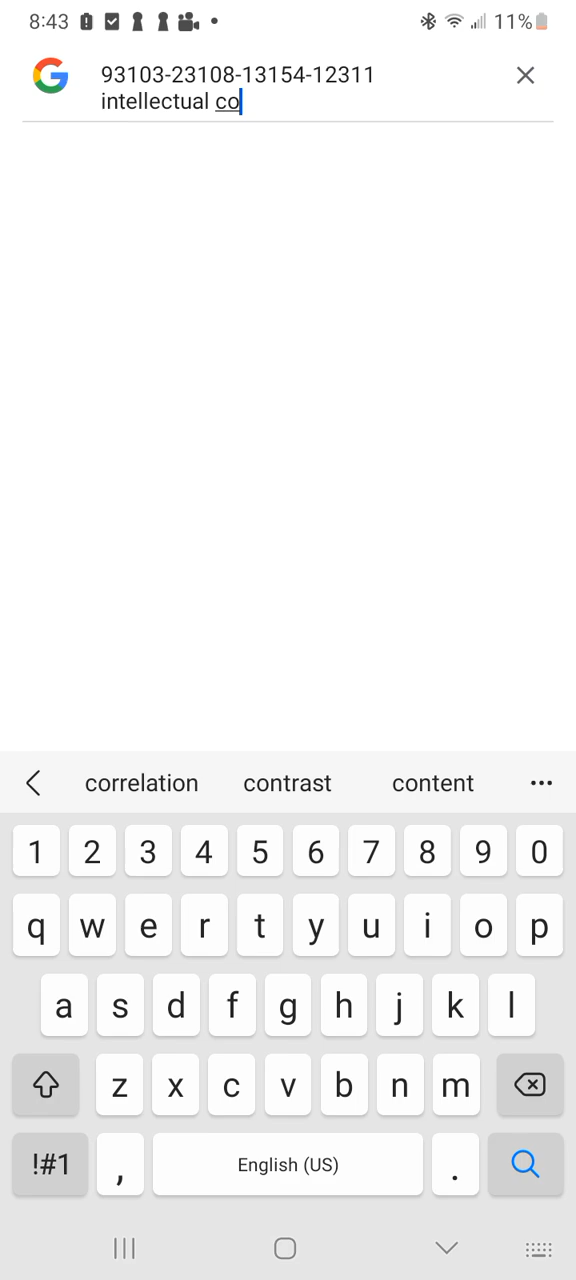 8:43
11%
93103-23108-13154-12311
intellectual co
correlation contrast content
1 2 3 4 5 6 7 8 9 0
q w e r t y u i o p
a s d f g h j k l
z x c v b n m
!#1 , English (US) .